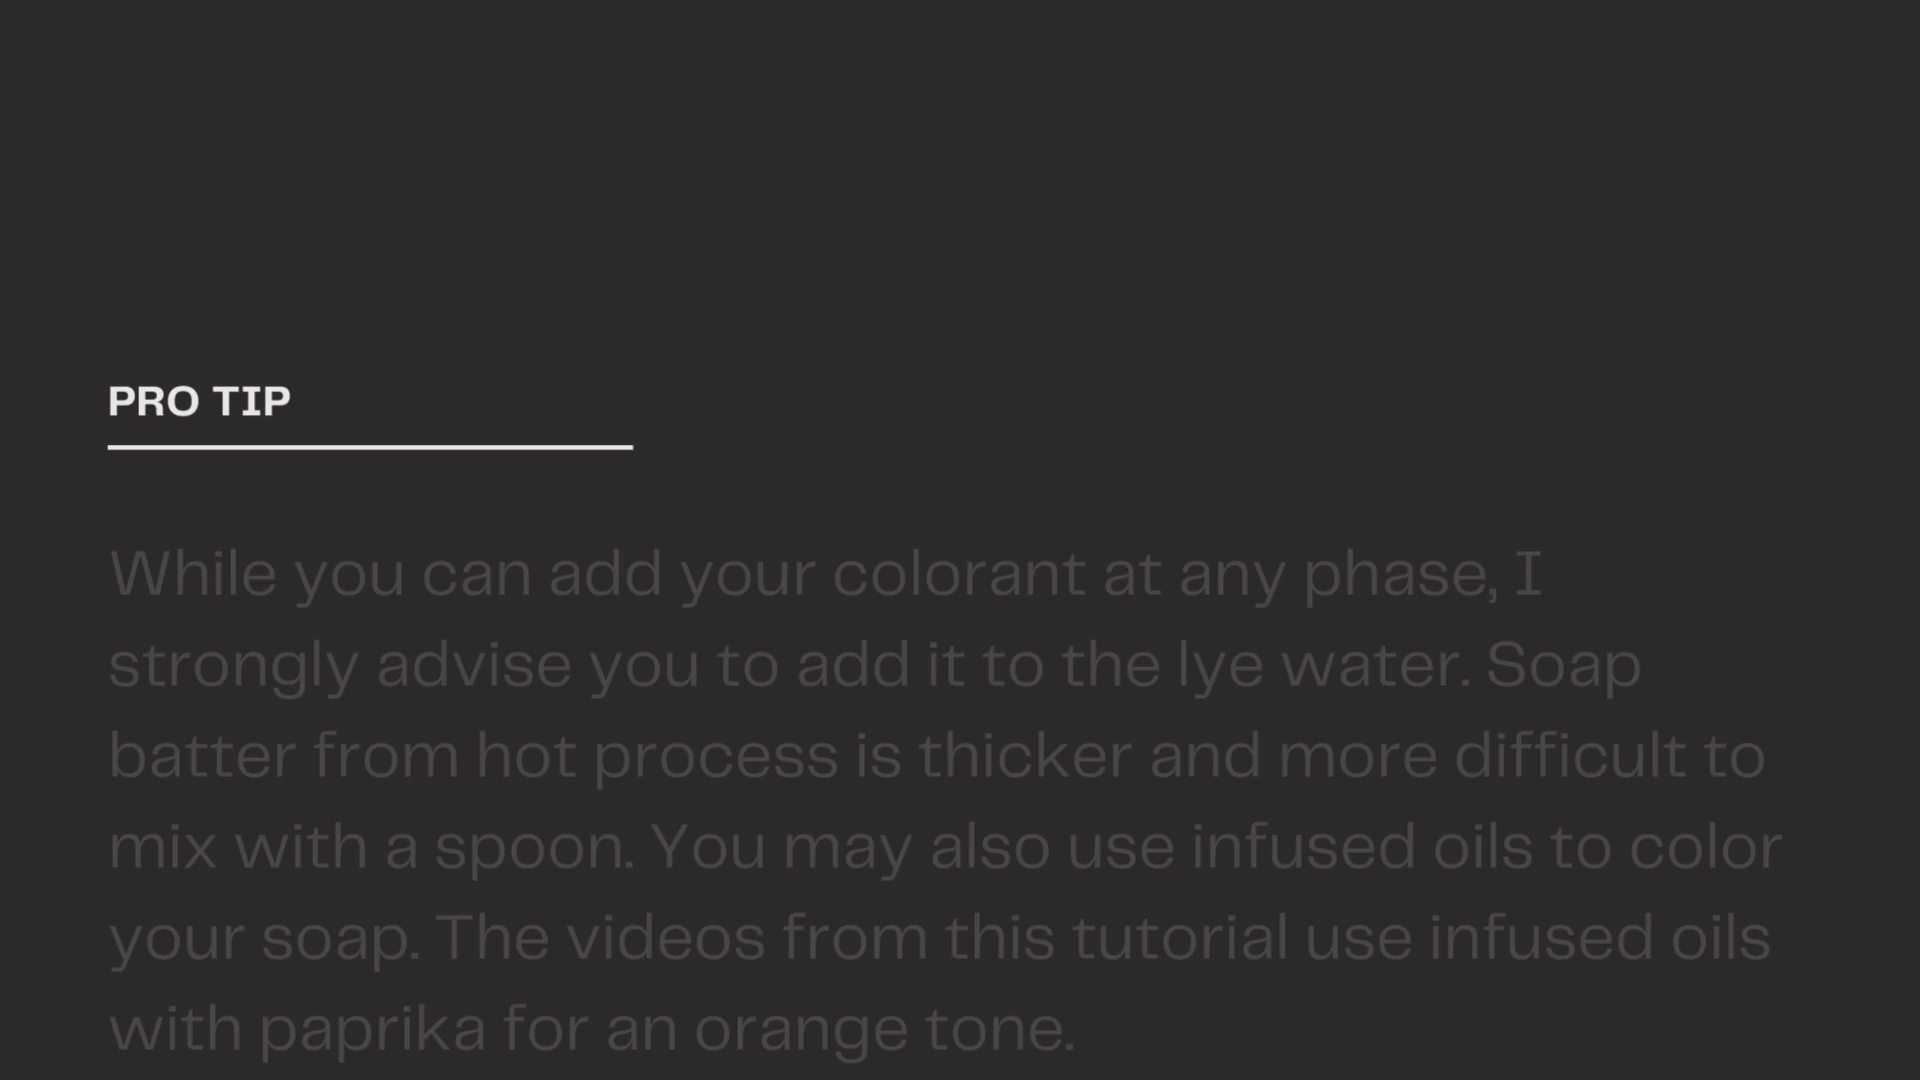 PRO TIP
While you can add your colorant at any phase, I
strongly advise you to add it to the lye water. Soap
batter from hot process is thicker and more difficult to
mix with a spoon. You may also use infused oils to color
your soap. The videos from this tutorial use infused oils
with paprika for an orange tone.